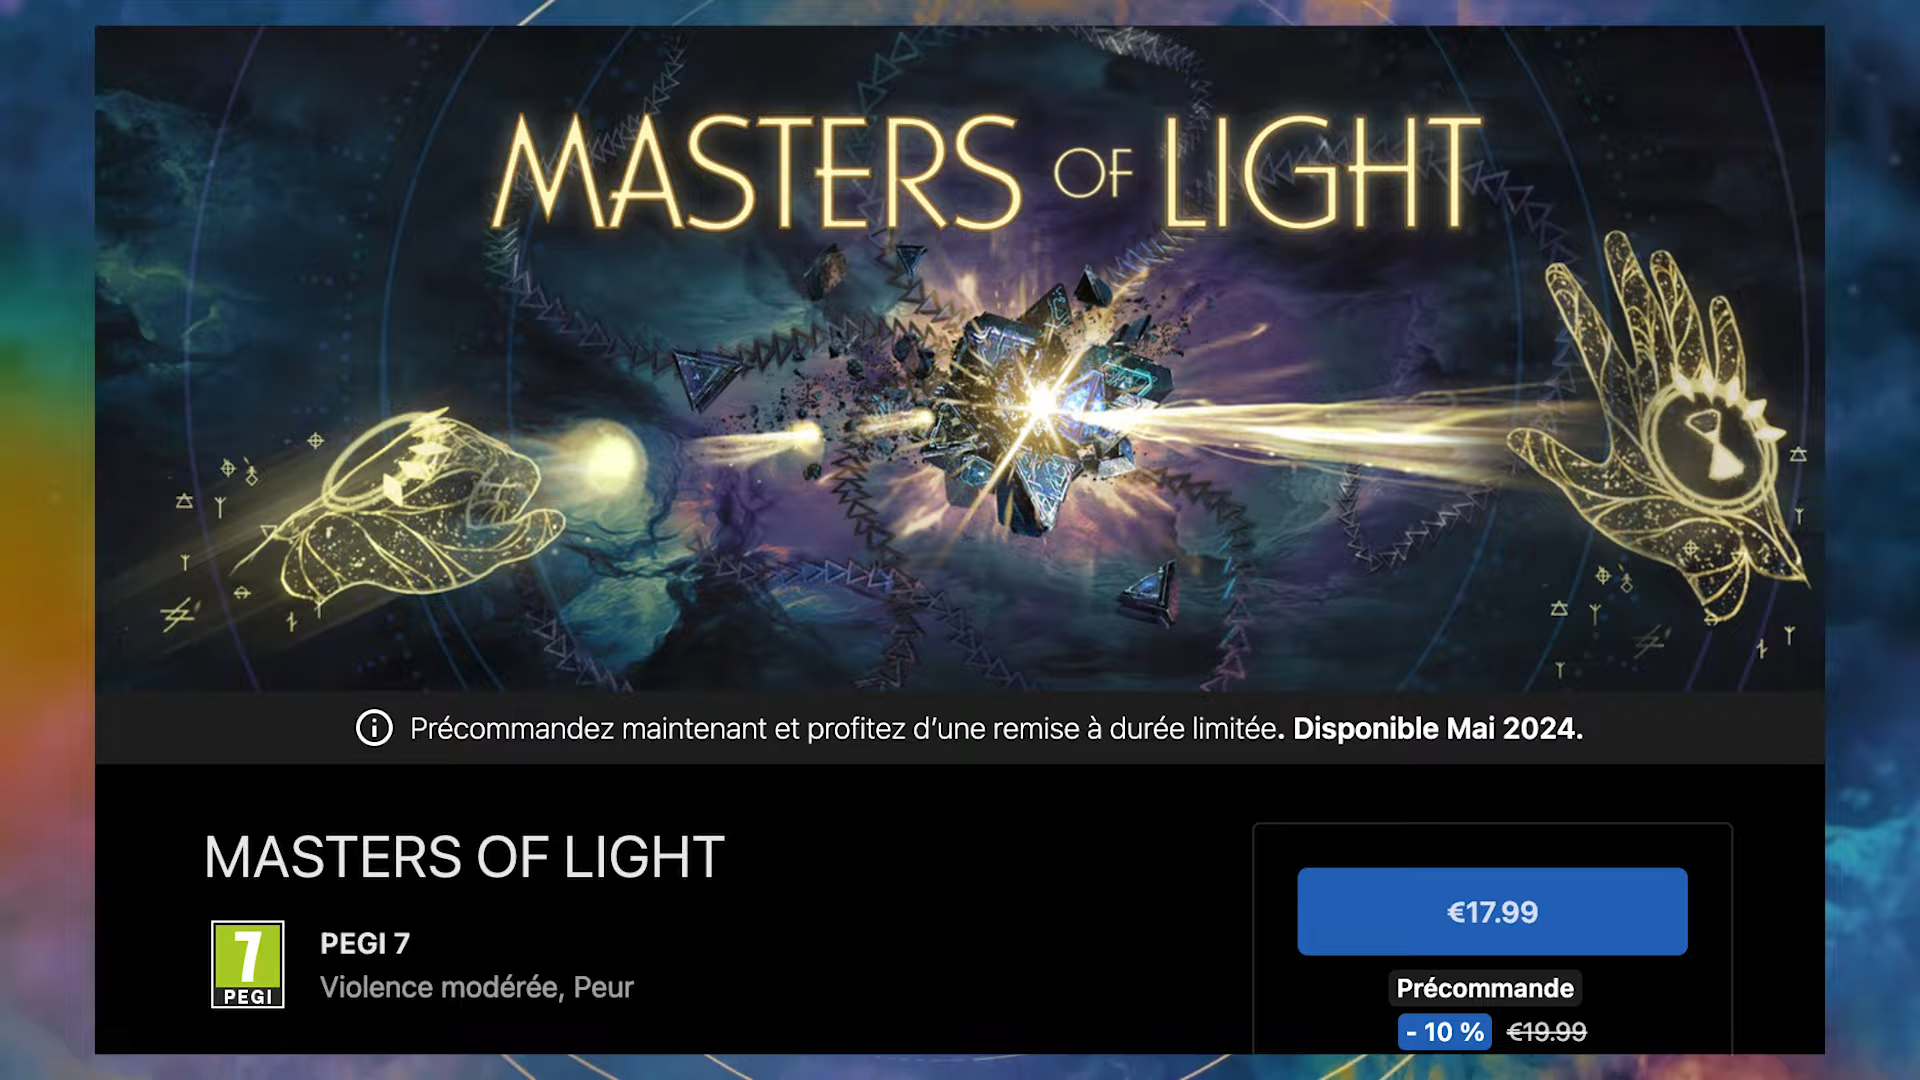 MASTERS OF LIGHT
Précommandez maintenant et profitez d’une remise à durée limitée. Disponible Mai 2024.
MASTERS OF LIGHT
7
PEGI
PEGI 7
Violence modérée, Peur
€17.99
Précommande
- 10 % €19.99